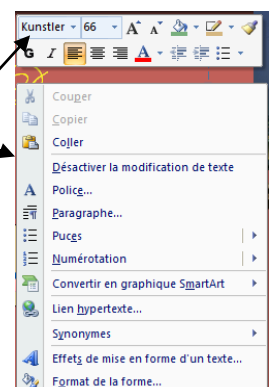 Kunstler 66 A A
G I A
Couper
Copier
Coller
Désactiver la modification de texte
A Police...
Paragraphe...
Puces
Numérotation
Convertir en graphique SmartArt
Lien hypertexte...
Synonymes
Effets de mise en forme d'un texte...
Format de la forme...